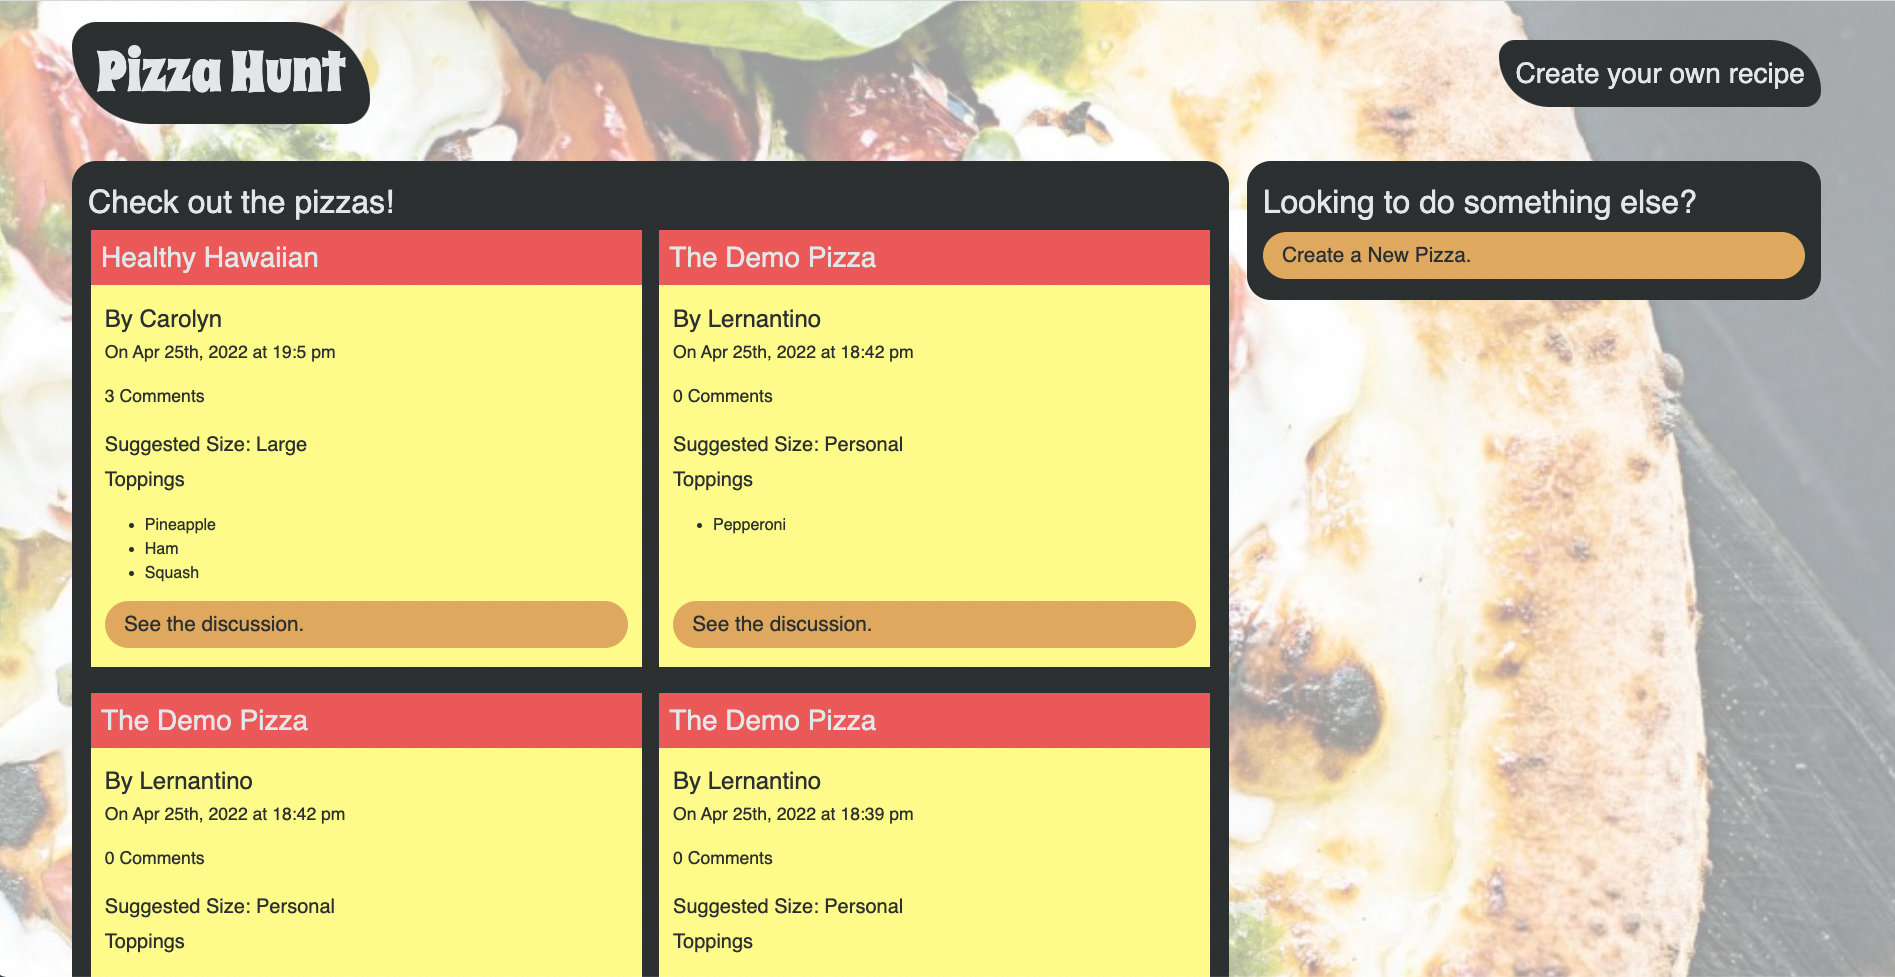 Pizza Hunt
Create your own recipe
Check out the pizzas!
Healthy Hawaiian
By Carolyn
On Apr 25th, 2022 at 19:5 pm
3 Comments
Suggested Size: Large
Toppings
Pineapple
Ham
Squash
See the discussion.
The Demo Pizza
By Lernantino
On Apr 25th, 2022 at 18:42 pm
0 Comments
Suggested Size: Personal
Toppings
Pepperoni
See the discussion.
The Demo Pizza
By Lernantino
On Apr 25th, 2022 at 18:42 pm
0 Comments
Suggested Size: Personal
Toppings
The Demo Pizza
By Lernantino
On Apr 25th, 2022 at 18:39 pm
0 Comments
Suggested Size: Personal
Toppings
Looking to do something else?
Create a New Pizza.